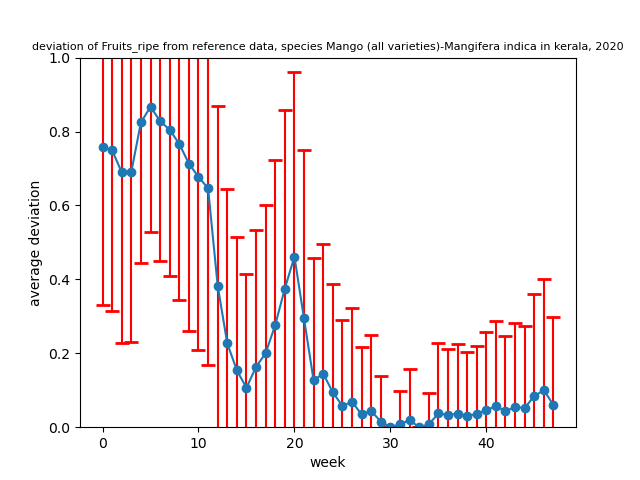 deviation of Fruits_ripe from reference data, species Mango (all varieties)-Mangifera indica in kerala, 2020
1.0
0.8
0.6
0.4
0.2
0.0
average deviation
0 10 20 30 40
week